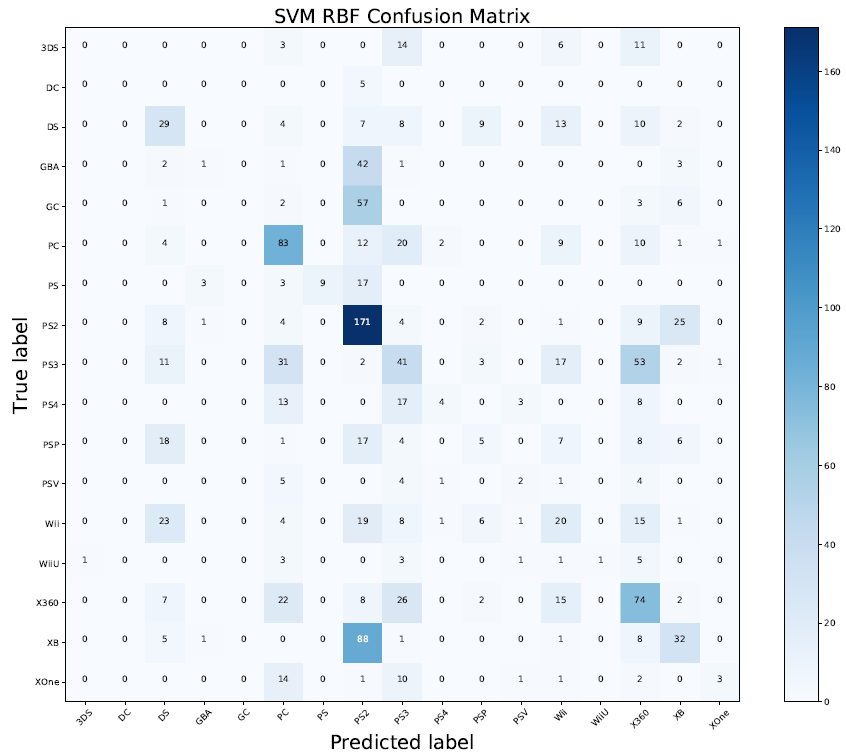 SVM RBF Confusion Matrix
3DS 0 0 0 0 0 3 0 0 14 0 0 0 6 0 11 0 0
DC 0 0 0 0 0 0 0 5 0 0 0 0 0 0 0 0 0
DS 0 0 29 0 0 4 0 7 8 0 9 0 13 0 10 2 0
GBA 0 0 2 1 0 1 0 42 1 0 0 0 0 0 0 3 0
GC 0 0 1 0 0 2 0 57 0 0 0 0 0 0 3 6 0
PC 0 0 4 0 0 83 0 12 20 2 0 0 9 0 10 1 1
PS 0 0 0 3 0 3 9 17 0 0 0 0 0 0 0 0 0
PS2 0 0 8 1 0 4 0 171 4 0 2 0 1 0 9 25 0
PS3 0 0 11 0 0 31 0 2 41 0 3 0 17 0 53 2 1
PS4 0 0 0 0 0 13 0 0 17 4 0 3 0 0 8 0 0
PSP 0 0 18 0 0 1 0 17 4 0 5 0 7 0 8 6 0
PSV 0 0 0 0 0 5 0 0 4 1 0 2 0 0 4 0 0
Wii 0 0 23 0 0 4 0 19 8 1 6 1 20 0 15 1 0
WiiU 1 0 0 0 0 3 0 0 3 0 0 1 1 1 5 0 0
X360 0 0 7 0 0 22 0 8 26 0 2 0 15 0 74 2 0
XB 0 0 5 1 0 0 0 88 1 0 0 0 1 0 8 32 0
XOne 0 0 0 0 0 14 0 1 10 0 0 1 1 0 2 0 3
3DS DC DS GBA GC PC PS PS2 PS3 PS4 PSP PSV Wii WiiU X360 XB XOne
Predicted label
True label
160
140
120
100
80
60
40
20
0